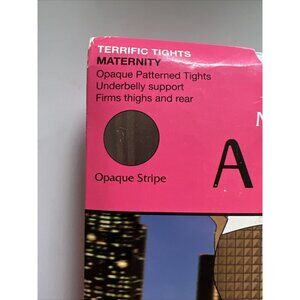 TERRIFIC TIGHTS
MATERNITY
Opaque Patterned Tights
Underbelly support
Firms thighs and rear
A
Opaque Stripe